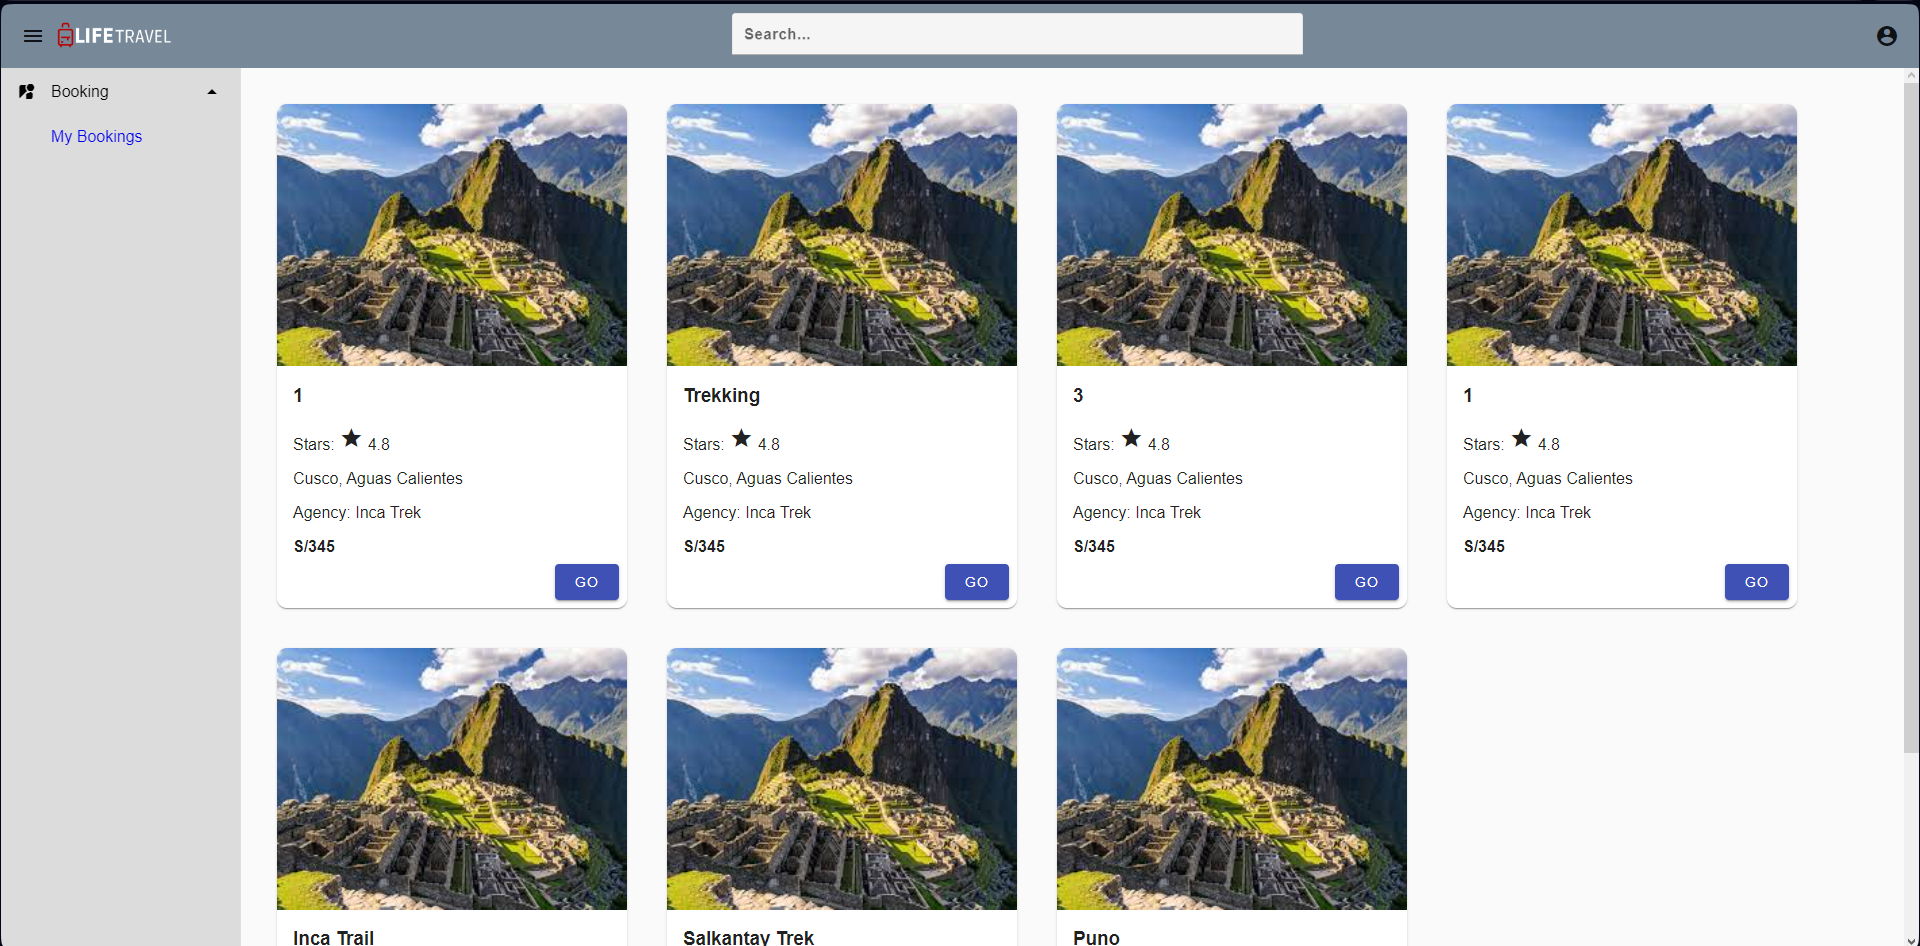 LIFETRAVEL
Search...
Booking
My Bookings
1
Stars: 4.8
Cusco, Aguas Calientes
Agency: Inca Trek
S/345
GO
Trekking
Stars: 4.8
Cusco, Aguas Calientes
Agency: Inca Trek
S/345
GO
3
Stars: 4.8
Cusco, Aguas Calientes
Agency: Inca Trek
S/345
GO
1
Stars: 4.8
Cusco, Aguas Calientes
Agency: Inca Trek
S/345
GO
Inca Trail
Salkantay Trek
Puno